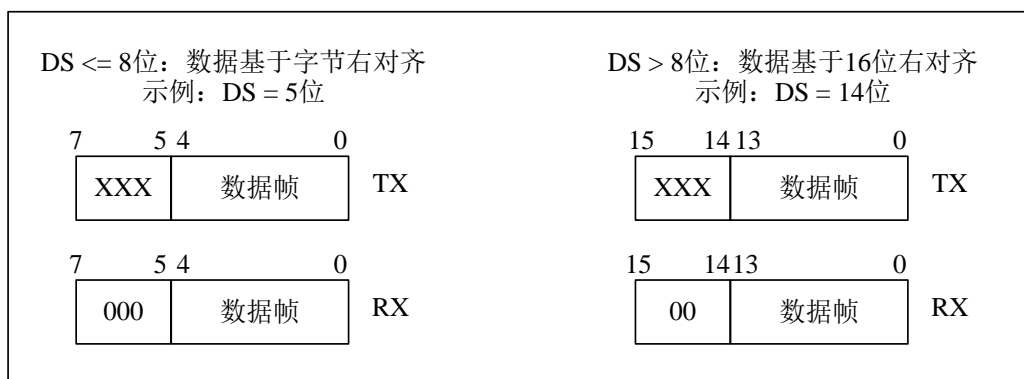 DS <= 8位：数据基于字节右对齐
示例：DS = 5位
7 5 4 0
XXX 数据帧 TX
7 5 4 0
000 数据帧 RX
DS > 8位：数据基于16位右对齐
示例：DS = 14位
15 14 13 0
XXX 数据帧 TX
15 14 13 0
00 数据帧 RX